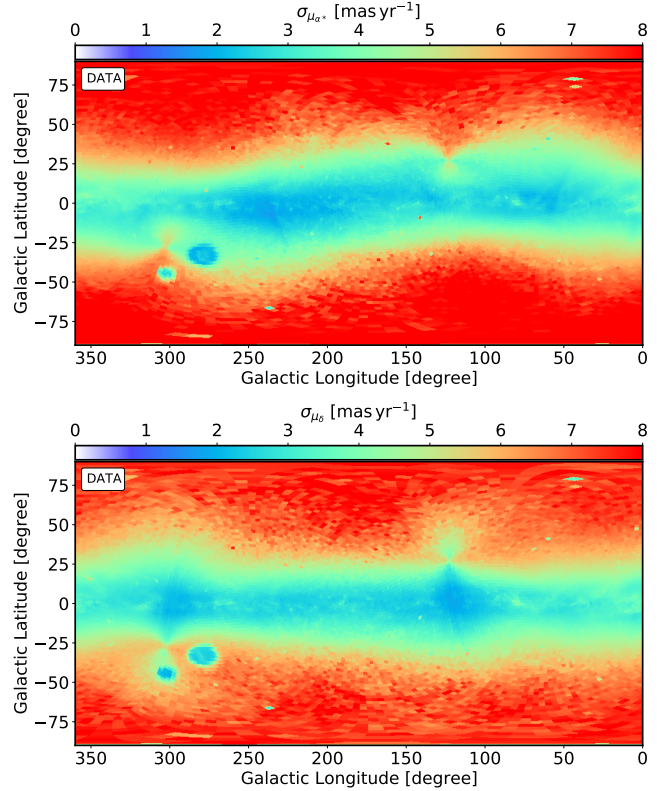 σ_{μ_{α*}} [mas yr⁻¹]
0 1 2 3 4 5 6 7 8
DATA
75
50
25
0
−25
−50
−75
Galactic Latitude [degree]
350 300 250 200 150 100 50 0
Galactic Longitude [degree]
σ_{μ_δ} [mas yr⁻¹]
0 1 2 3 4 5 6 7 8
DATA
75
50
25
0
−25
−50
−75
Galactic Latitude [degree]
350 300 250 200 150 100 50 0
Galactic Longitude [degree]